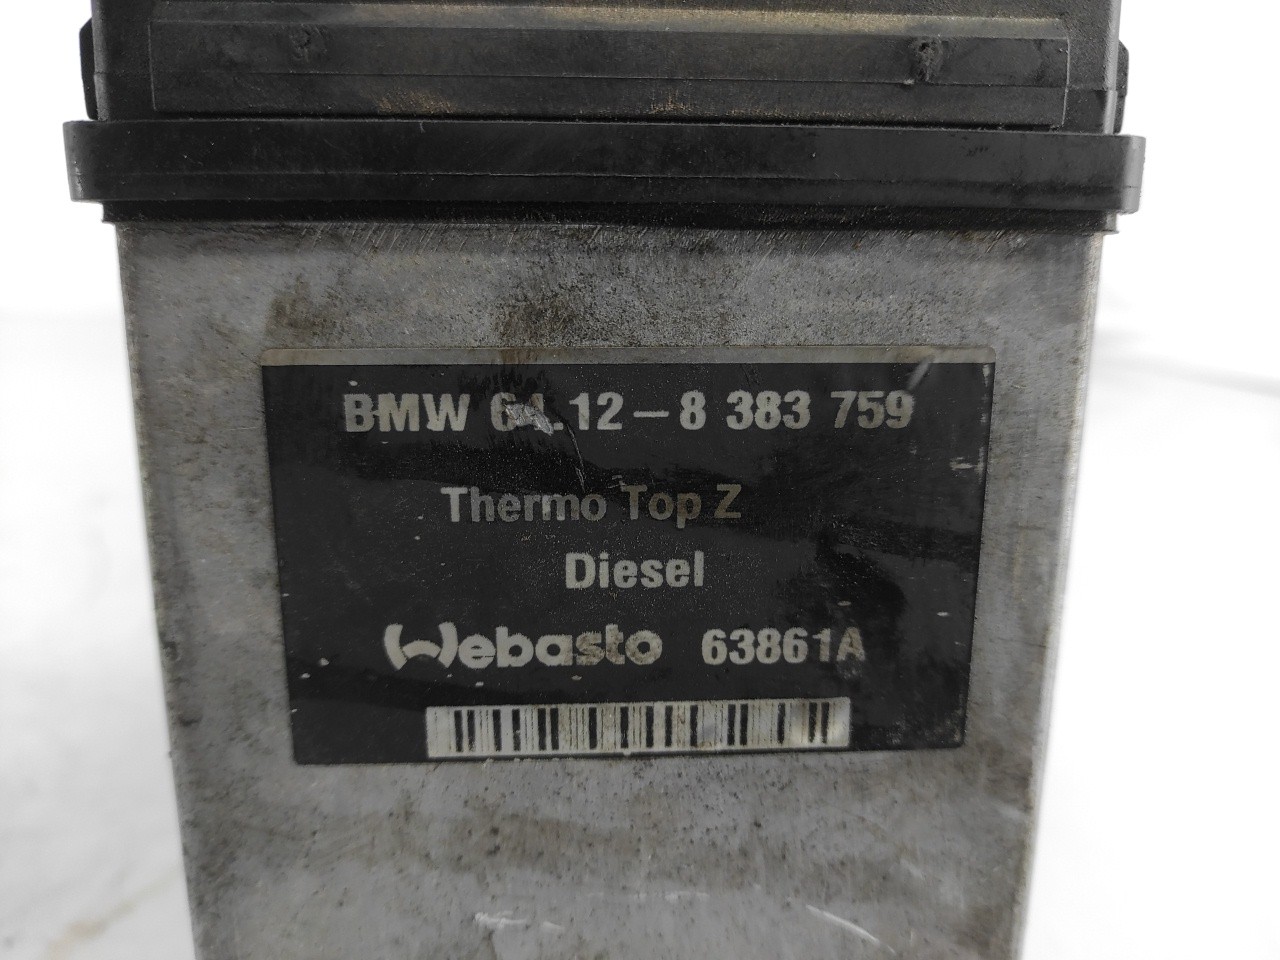 BMW 64.12-8 383 759
Thermo Top Z
Diesel
Webasto 63861A